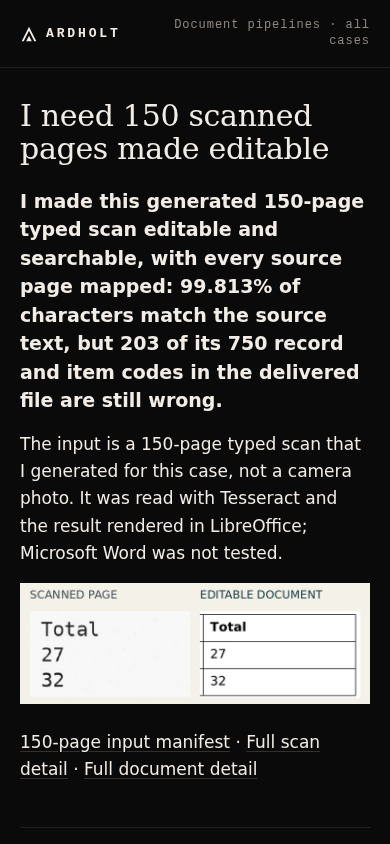 ARDHOLT
Document pipelines · all
cases
I need 150 scanned
pages made editable
I made this generated 150-page
typed scan editable and
searchable, with every source
page mapped: 99.813% of
characters match the source
text, but 203 of its 750 record
and item codes in the delivered
file are still wrong.
The input is a 150-page typed scan that
I generated for this case, not a camera
photo. It was read with Tesseract and
the result rendered in LibreOffice;
Microsoft Word was not tested.
SCANNED PAGE
Total
27
32
EDITABLE DOCUMENT
Total
27
32
150-page input manifest · Full scan
detail · Full document detail